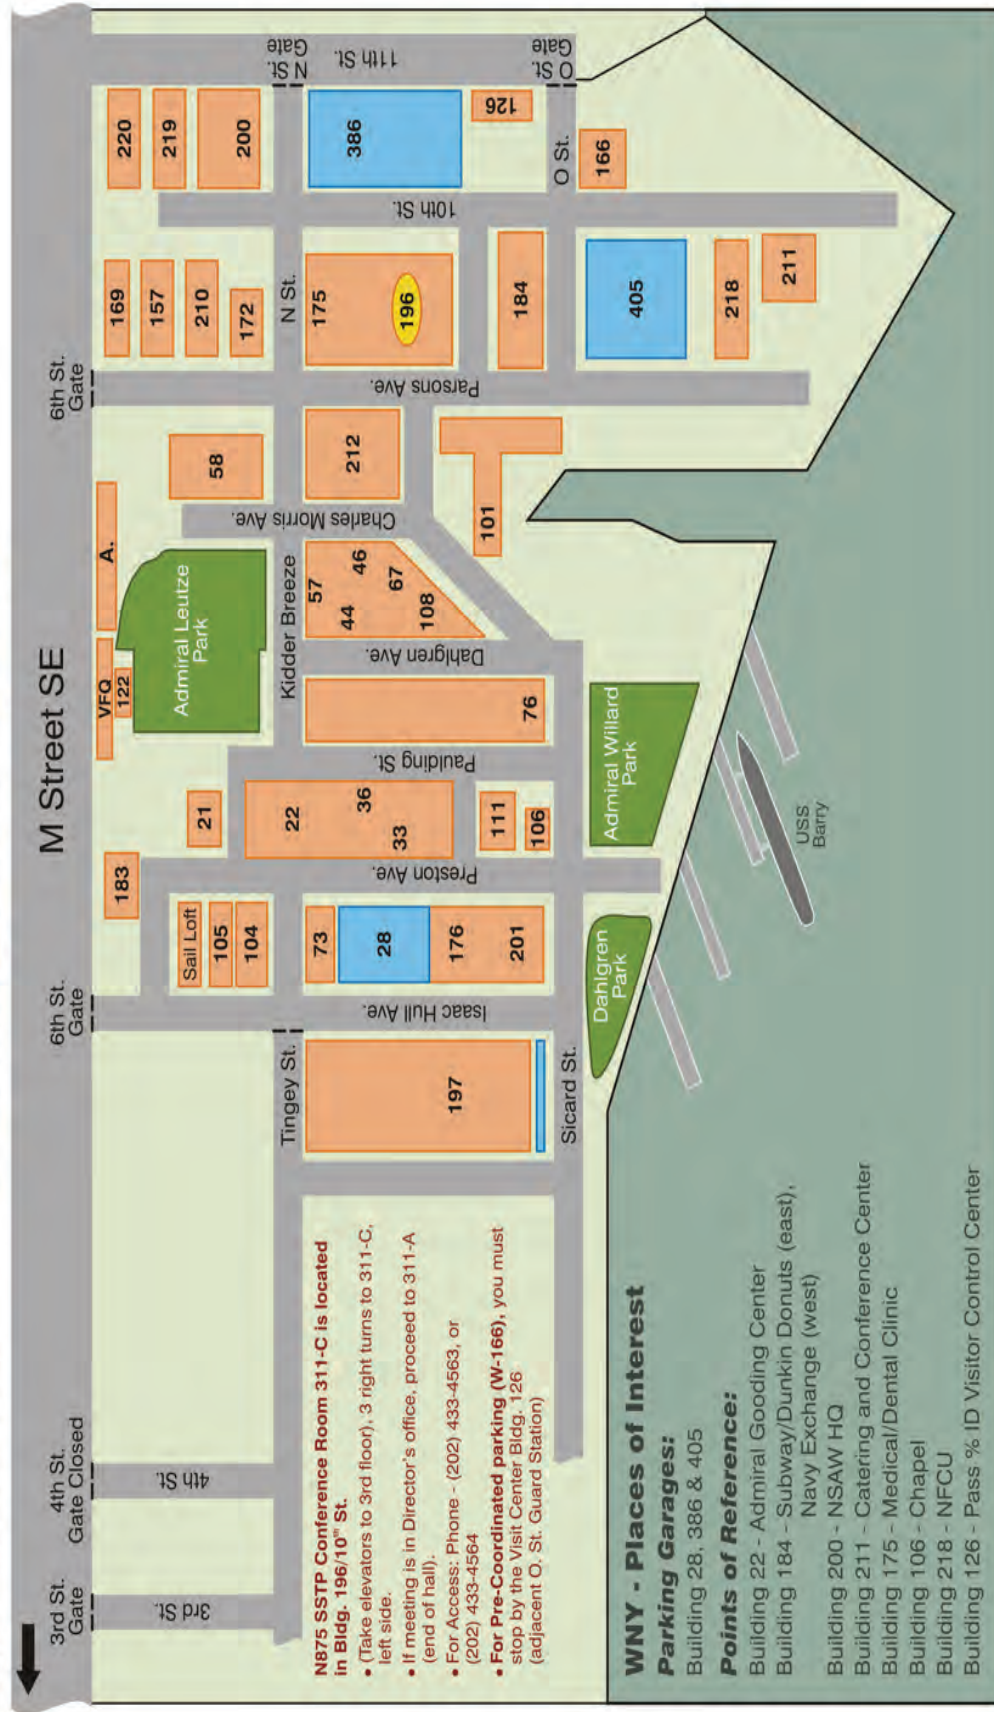 M Street SE
3rd St.
Gate
4th St.
Gate Closed
6th St.
Gate
6th St.
Gate
3rd St.
4th St.
183
VFQ
122
A.
Admiral Leutze
Park
58
169
157
210
172
220
219
200
Sail Loft
105
104
21
Tingey St.
Kidder Breeze
N St.
N St.
Gate
11th St.
197
Isaac Hull Ave.
73
28
176
201
Preston Ave.
22
36
33
111
106
Paulding St.
76
Dahlgren Ave.
57
46
44
67
108
Charles Morris Ave.
212
101
Parsons Ave.
175
196
184
10th St.
386
126
O St.
Gate
O St.
166
405
218
211
Sicard St.
Dahlgren
Park
Admiral Willard
Park
USS
Barry
N875 SSTP Conference Room 311-C is located
in Bldg. 196/10th St.
• (Take elevators to 3rd floor), 3 right turns to 311-C,
left side.
• If meeting is in Director's office, proceed to 311-A
(end of hall).
• For Access: Phone - (202) 433-4563, or
(202) 433-4564
• For Pre-Coordinated parking (W-166), you must
stop by the Visit Center Bldg. 126
(adjacent O. St. Guard Station)
WNY - Places of Interest
Parking Garages:
Building 28, 386 & 405
Points of Reference:
Building 22 - Admiral Gooding Center
Building 184 - Subway/Dunkin Donuts (east),
Navy Exchange (west)
Building 200 - NSAW HQ
Building 211 - Catering and Conference Center
Building 175 - Medical/Dental Clinic
Building 106 - Chapel
Building 218 - NFCU
Building 126 - Pass % ID Visitor Control Center